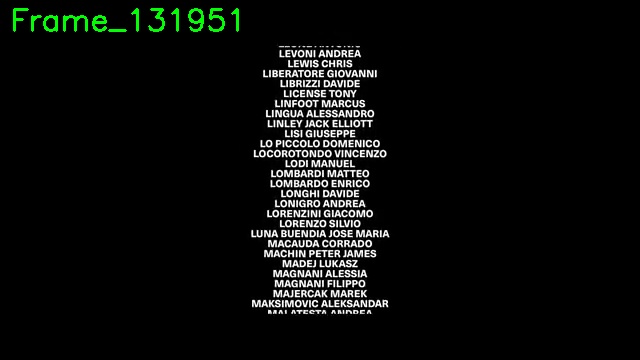 Frame_131951
LEVONI ANDREA
LEWIS CHRIS
LIBERATORE GIOVANNI
LIBRIZZI DAVIDE
LICENSE TONY
LINFOOT MARCUS
LINGUA ALESSANDRO
LINLEY JACK ELLIOTT
LISI GIUSEPPE
LO PICCOLO DOMENICO
LOCOROTONDO VINCENZO
LODI MANUEL
LOMBARDI MATTEO
LOMBARDO ENRICO
LONGHI DAVIDE
LONIGRO ANDREA
LORENZINI GIACOMO
LORENZO SILVIO
LUNA BUENDIA JOSE MARIA
MACAUDA CORRADO
MACHIN PETER JAMES
MADEJ LUKASZ
MAGNANI ALESSIA
MAGNANI FILIPPO
MAJERCAK MAREK
MAKSIMOVIC ALEKSANDAR
MALATESTA ANDREA